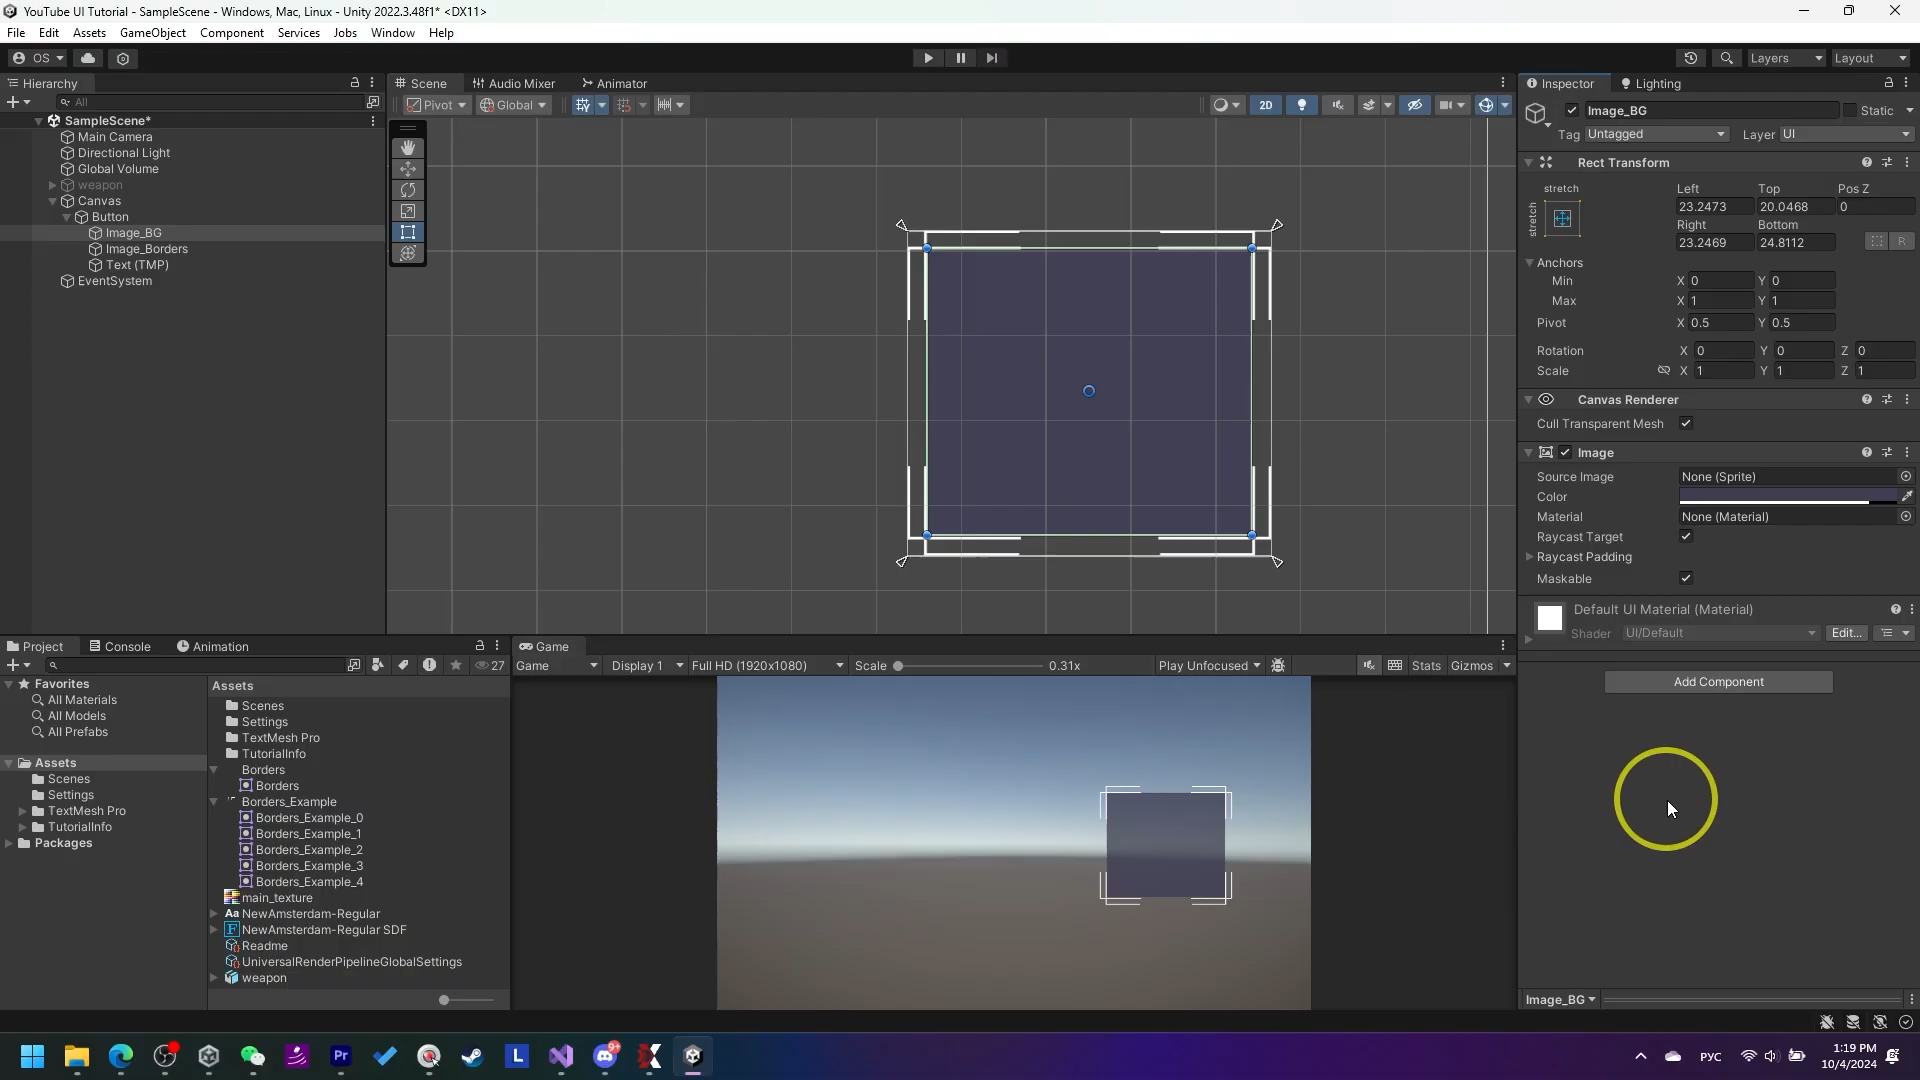 YouTube UI Tutorial - SampleScene - Windows, Mac, Linux - Unity 2022.3.48f1* <DX11>
File Edit Assets GameObject Component Services Jobs Window Help
OS
Layers
Layout
Hierarchy
All
SampleScene*
Main Camera
Directional Light
Global Volume
weapon
Canvas
Button
Image_BG
Image_Borders
Text (TMP)
EventSystem
Scene
Audio Mixer
Animator
Pivot
Global
2D
Inspector
Lighting
Image_BG
Static
Tag Untagged
Layer UI
Rect Transform
stretch
stretch
Left Top Pos Z
23.2473 20.0468 0
Right Bottom
23.2469 24.8112
R
Anchors
Min X 0 Y 0
Max X 1 Y 1
Pivot X 0.5 Y 0.5
Rotation X 0 Y 0 Z 0
Scale X 1 Y 1 Z 1
Canvas Renderer
Cull Transparent Mesh
Image
Source Image None (Sprite)
Color
Material None (Material)
Raycast Target
Raycast Padding
Maskable
Default UI Material (Material)
Shader UI/Default Edit...
Add Component
Image_BG
Project
Console
Animation
27
Favorites
All Materials
All Models
All Prefabs
Assets
Scenes
Settings
TextMesh Pro
TutorialInfo
Packages
Assets
Scenes
Settings
TextMesh Pro
TutorialInfo
Borders
Borders
Borders_Example
Borders_Example_0
Borders_Example_1
Borders_Example_2
Borders_Example_3
Borders_Example_4
main_texture
Aa NewAmsterdam-Regular
F NewAmsterdam-Regular SDF
Readme
UniversalRenderPipelineGlobalSettings
weapon
Game
Game Display 1 Full HD (1920x1080) Scale 0.31x Play Unfocused Stats Gizmos
Pr
L
9+
РУС
1:19 PM
10/4/2024